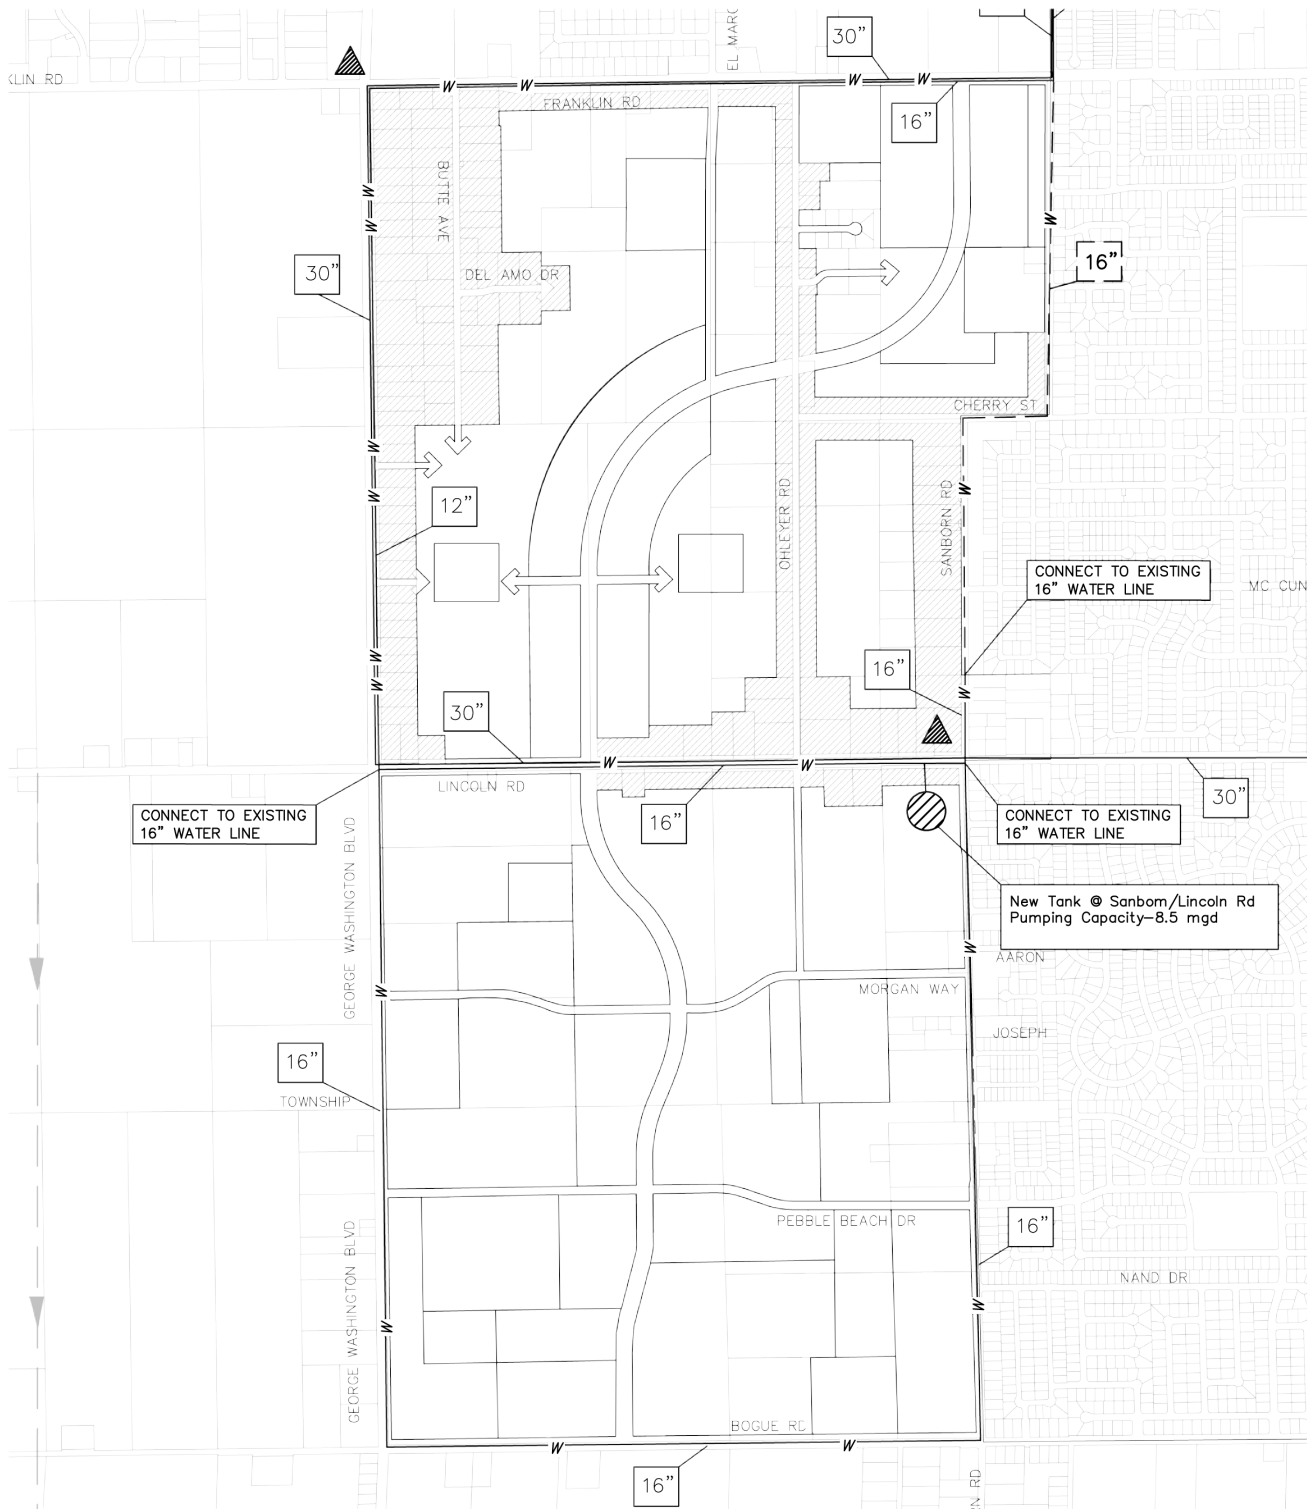 30"
EL MARC
KLIN RD
W
W
W
W
FRANKLIN RD
16"
BUTTE AVE
W
W
W
30"
DEL AMO DR
16"
CHERRY ST
W
W
12"
OHLEYER RD
SANBORN RD
W
CONNECT TO EXISTING
16" WATER LINE
MC CUN
W
W
16"
W
30"
W
W
LINCOLN RD
30"
16"
CONNECT TO EXISTING
16" WATER LINE
CONNECT TO EXISTING
16" WATER LINE
GEORGE WASHINGTON BLVD
New Tank @ Sanborn/Lincoln Rd
Pumping Capacity-8.5 mgd
W
AARON
W
MORGAN WAY
JOSEPH
16"
TOWNSHIP
PEBBLE BEACH DR
16"
GEORGE WASHINGTON BLVD
NAND DR
W
W
BOGUE RD
W
W
16"
N RD